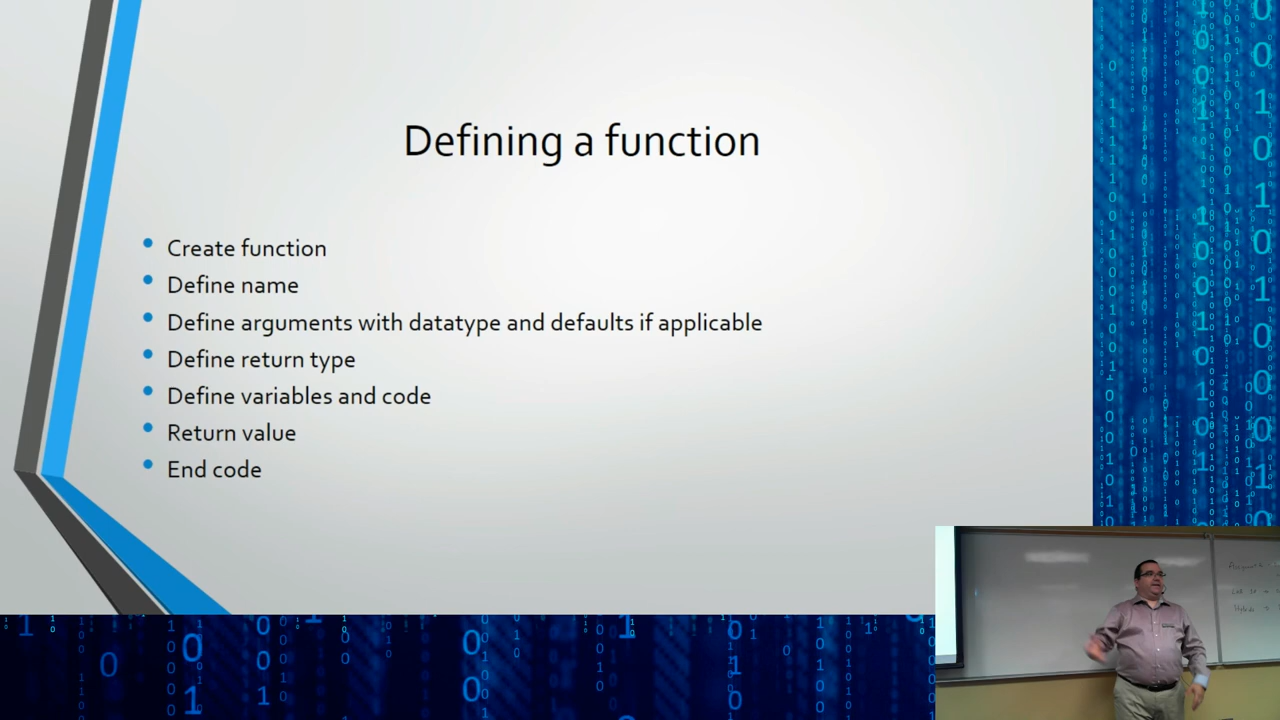 Defining a function
Create function
Define name
Define arguments with datatype and defaults if applicable
Define return type
Define variables and code
Return value
End code